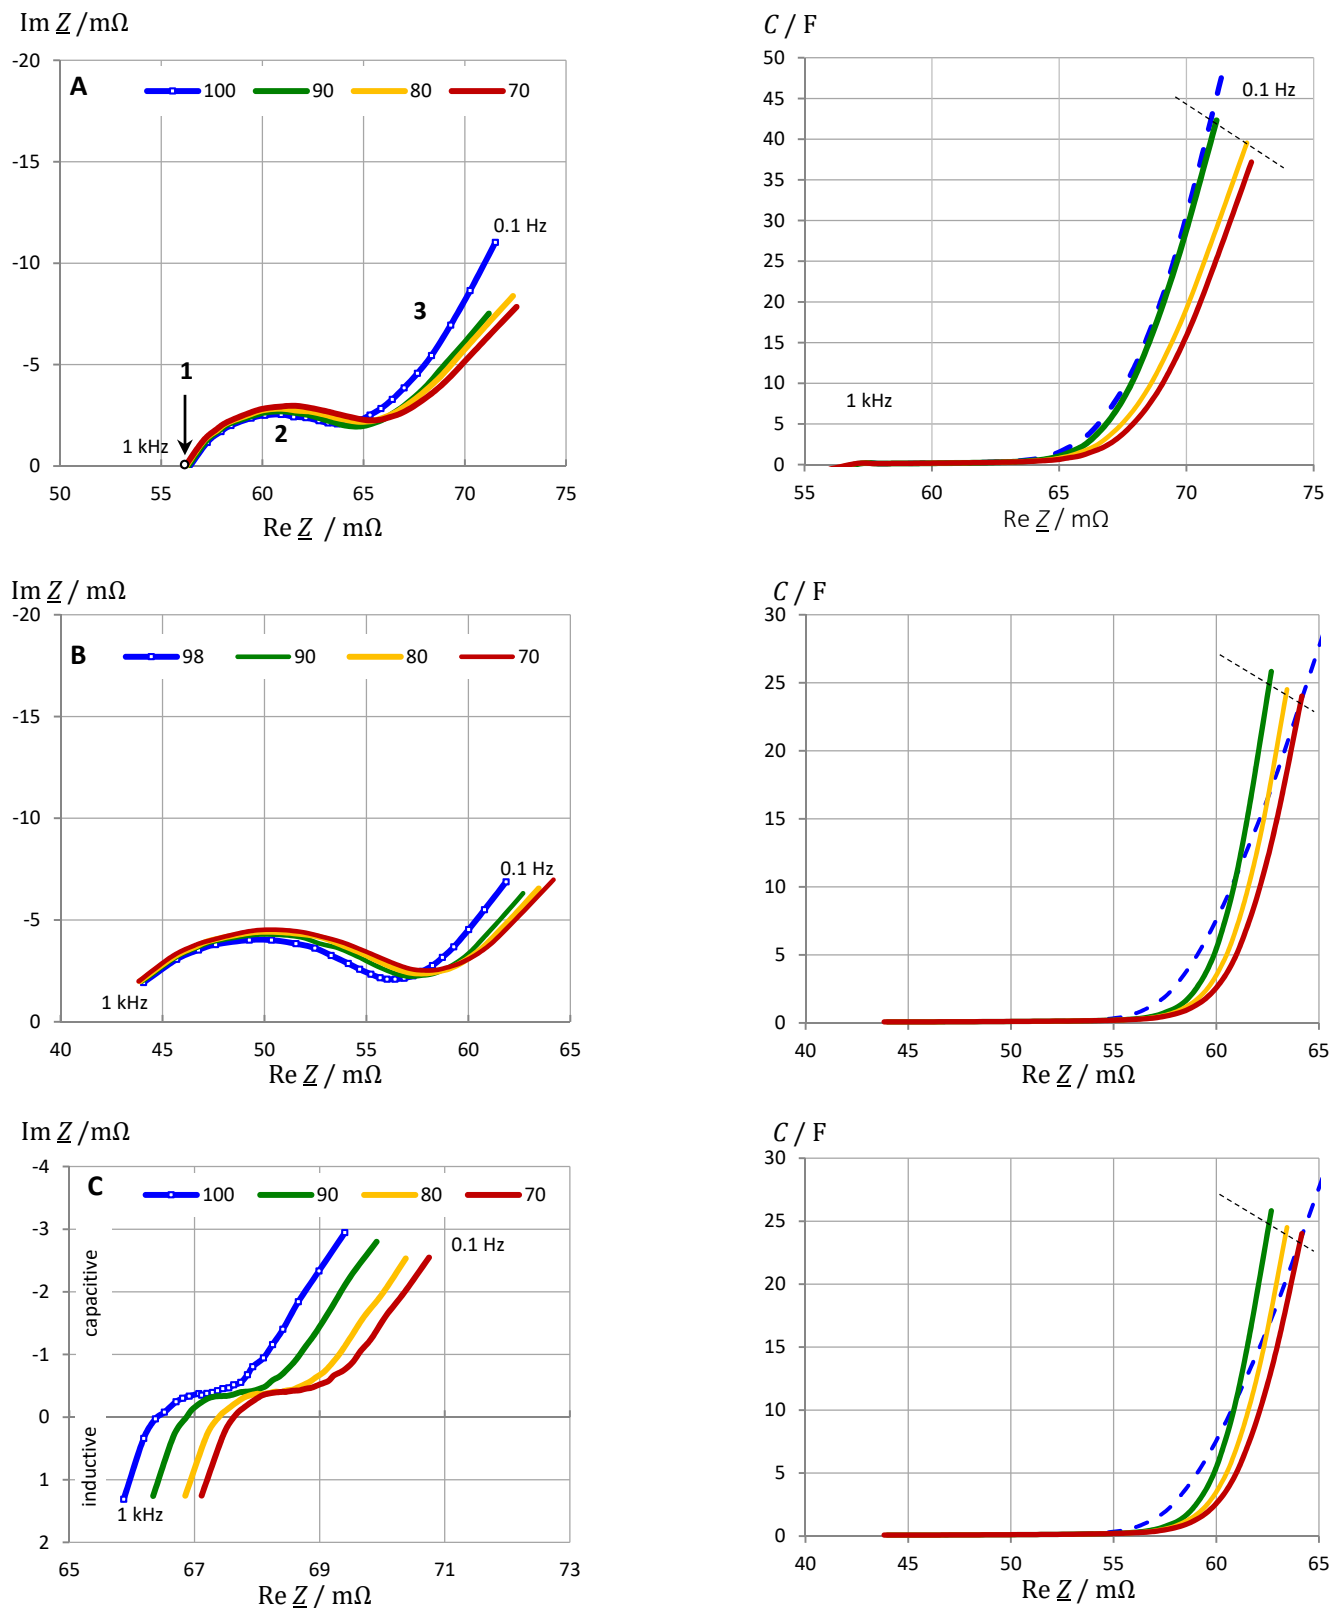 Im Z /mΩ
-20
-15
-10
-5
0
A
100 90 80 70
0.1 Hz
3
1
2
1 kHz
50 55 60 65 70 75
Re Z / mΩ
C / F
50
45
40
35
30
25
20
15
10
5
0
0.1 Hz
1 kHz
55 60 65 70 75
Re Z / mΩ
Im Z / mΩ
-20
-15
-10
-5
0
B
98 90 80 70
0.1 Hz
1 kHz
40 45 50 55 60 65
Re Z / mΩ
C / F
30
25
20
15
10
5
0
40 45 50 55 60 65
Re Z / mΩ
Im Z /mΩ
-4
-3
-2
-1
0
1
2
C
100 90 80 70
capacitive
inductive
0.1 Hz
1 kHz
65 67 69 71 73
Re Z / mΩ
C / F
30
25
20
15
10
5
0
40 45 50 55 60 65
Re Z / mΩ